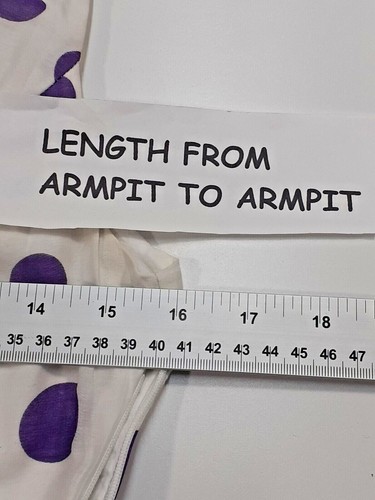 LENGTH FROM
ARMPIT TO ARMPIT
14 15 16 17 18
35 36 37 38 39 40 41 42 43 44 45 46 47